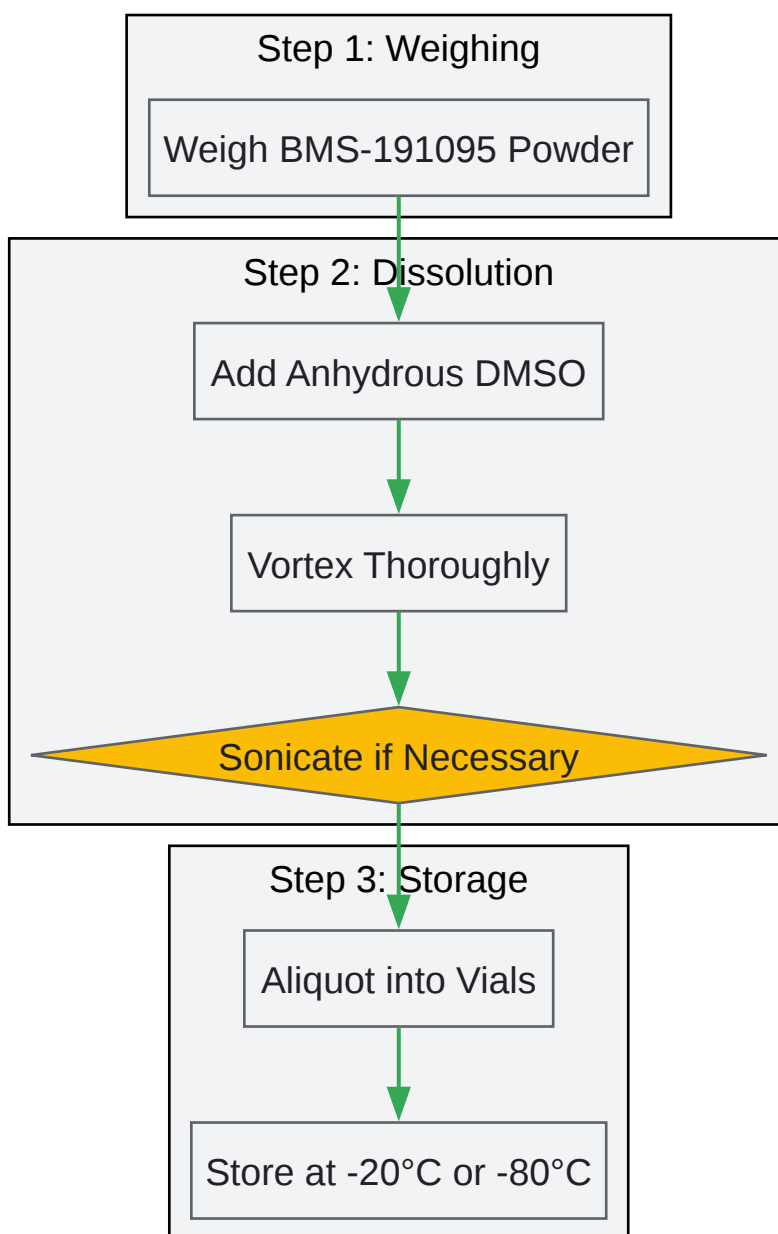 Step 1: Weighing
Weigh BMS-191095 Powder
Step 2: Dissolution
Add Anhydrous DMSO
Vortex Thoroughly
Sonicate if Necessary
Step 3: Storage
Aliquot into Vials
Store at -20°C or -80°C